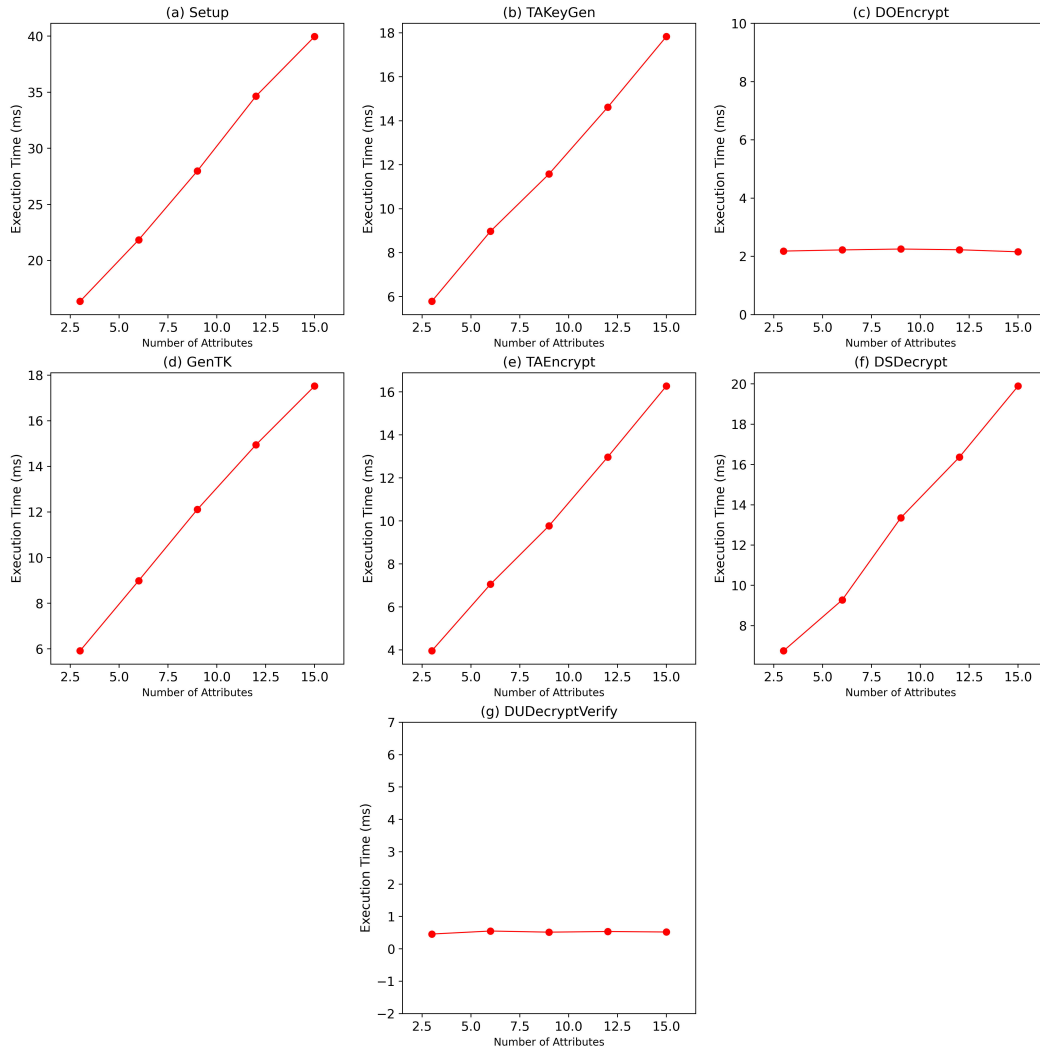 (a) Setup
Execution Time (ms)
40
35
30
25
20
2.5 5.0 7.5 10.0 12.5 15.0
Number of Attributes
(b) TAKeyGen
Execution Time (ms)
18
16
14
12
10
8
6
2.5 5.0 7.5 10.0 12.5 15.0
Number of Attributes
(c) DOEncrypt
Execution Time (ms)
10
8
6
4
2
0
2.5 5.0 7.5 10.0 12.5 15.0
Number of Attributes
(d) GenTK
Execution Time (ms)
18
16
14
12
10
8
6
2.5 5.0 7.5 10.0 12.5 15.0
Number of Attributes
(e) TAEncrypt
Execution Time (ms)
16
14
12
10
8
6
4
2.5 5.0 7.5 10.0 12.5 15.0
Number of Attributes
(f) DSDecrypt
Execution Time (ms)
20
18
16
14
12
10
8
2.5 5.0 7.5 10.0 12.5 15.0
Number of Attributes
(g) DUDecryptVerify
Execution Time (ms)
7
6
5
4
3
2
1
0
−1
−2
2.5 5.0 7.5 10.0 12.5 15.0
Number of Attributes